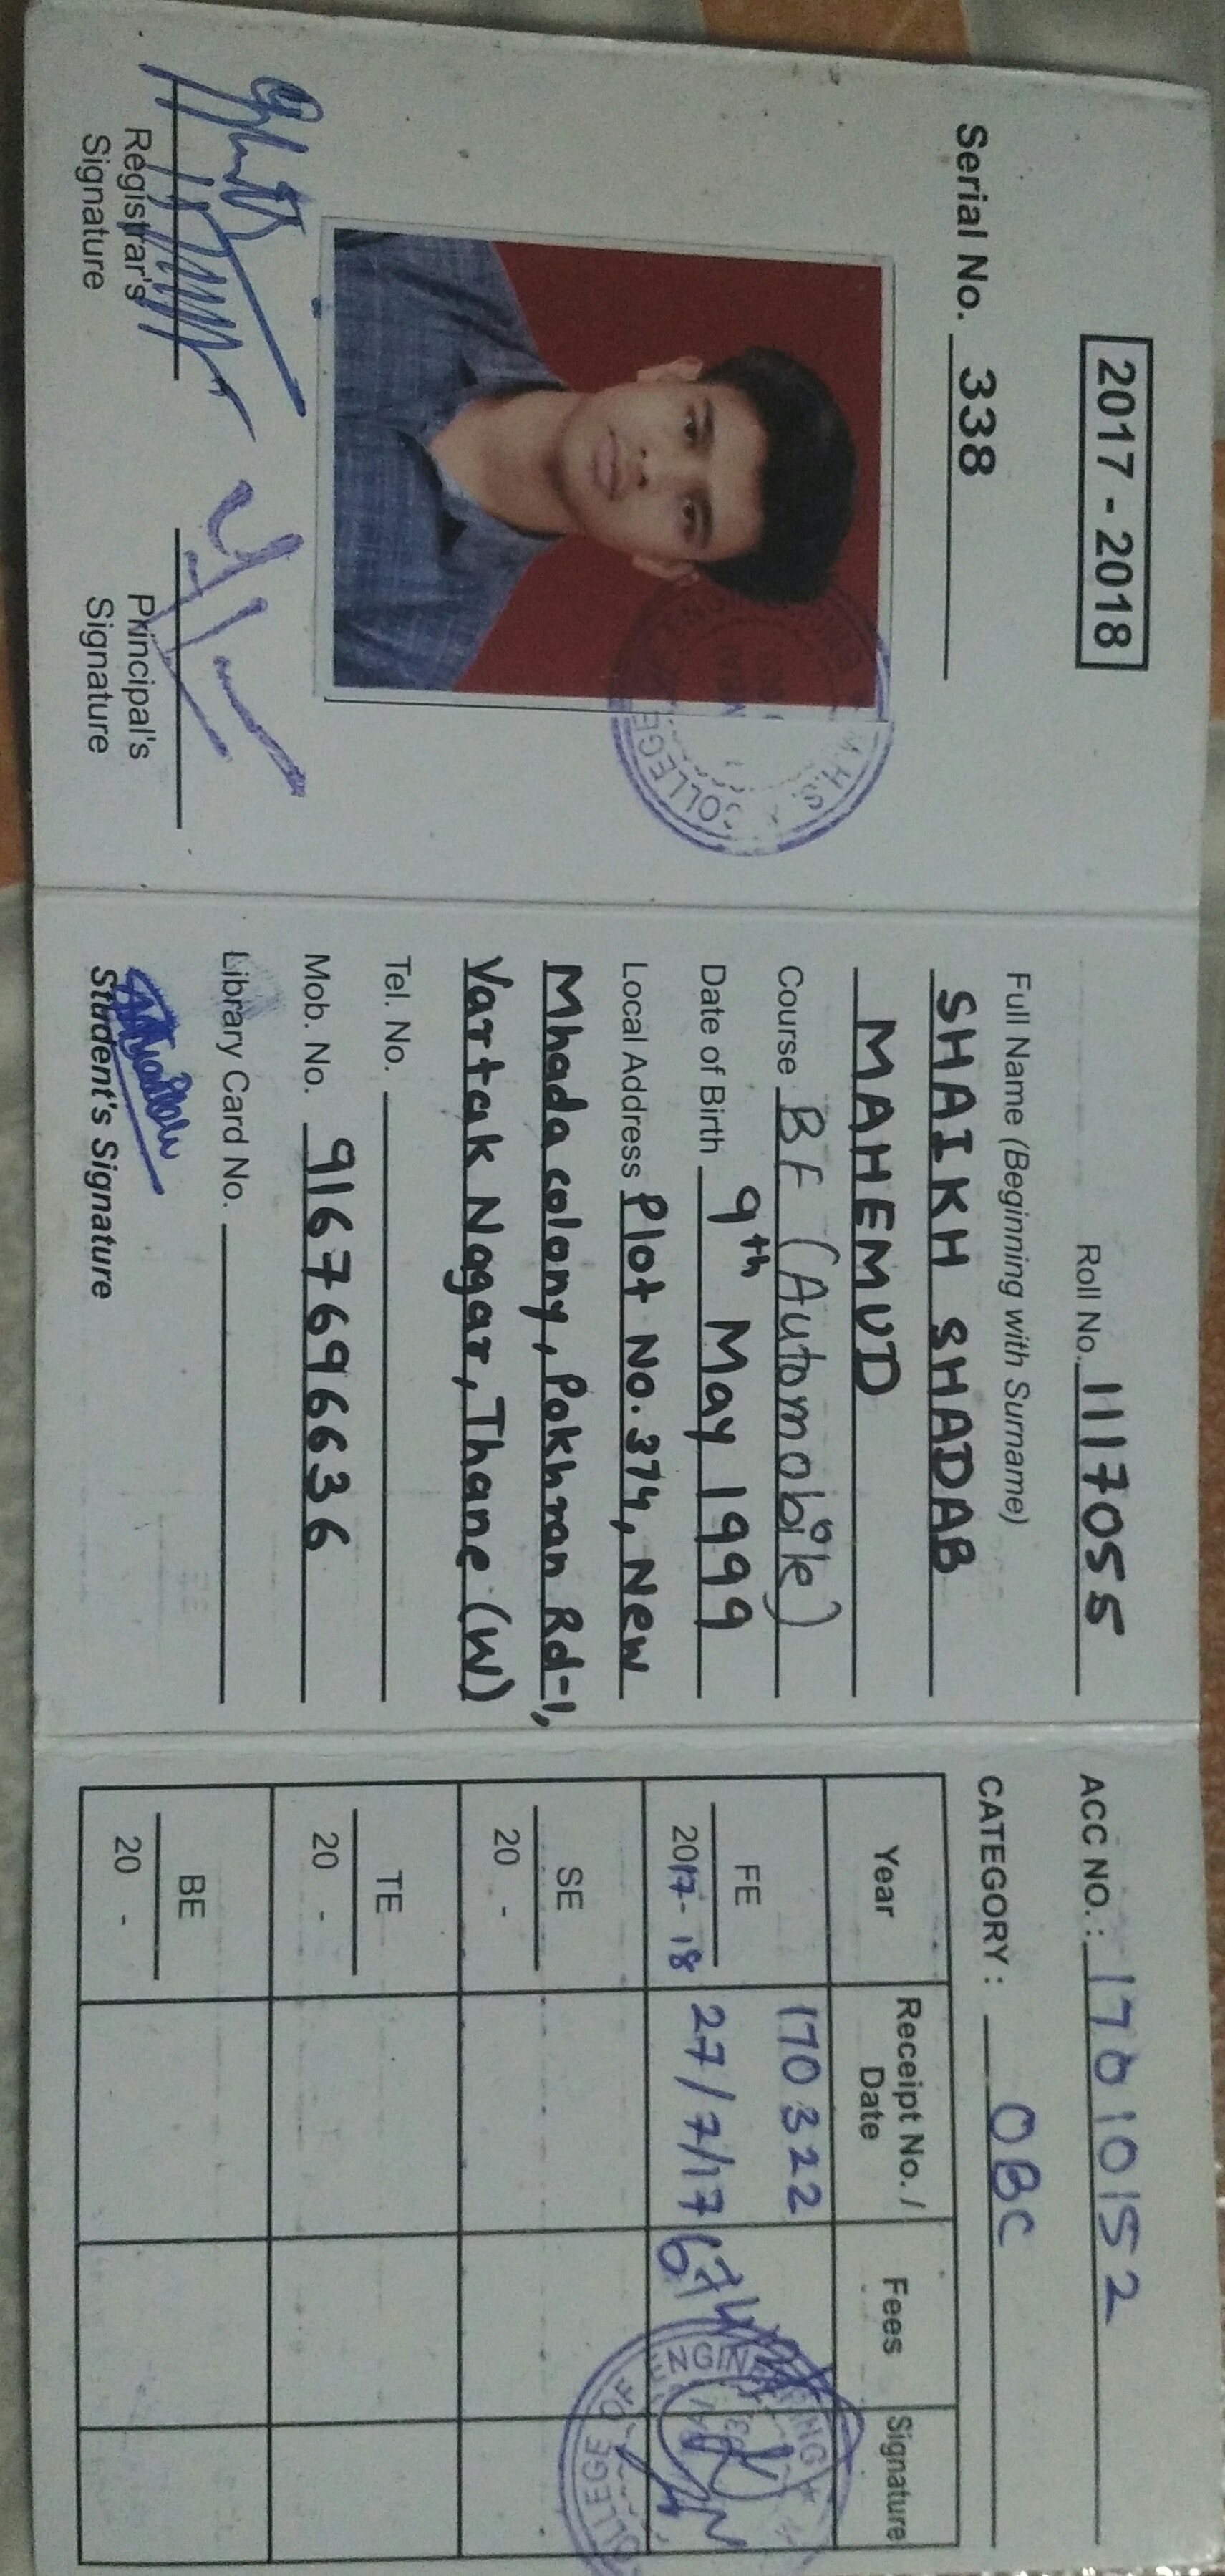 2017 - 2018
Serial No. 338
Registrar's
Signature
Principal's
Signature
Roll No. 1117055
Full Name (Beginning with Surname)
SHAIKH SHADAB
MAHEMUD
Course BE (Automobile)
Date of Birth 9th May 1999
Local Address Plot No. 374, New
Mhada colony, Pokhran Rd-1,
Vartak Nagar, Thane (W)
Tel. No.
Mob. No. 9167696636
Library Card No.
Student's Signature
ACC NO. : 17010152
CATEGORY : OBC
Year Receipt No. / Date Fees Signature
FE 170322
2017-18 27/7/17
SE
20 -
TE
20 -
BE
20 -
COLLEGE
OF ENGINEERING